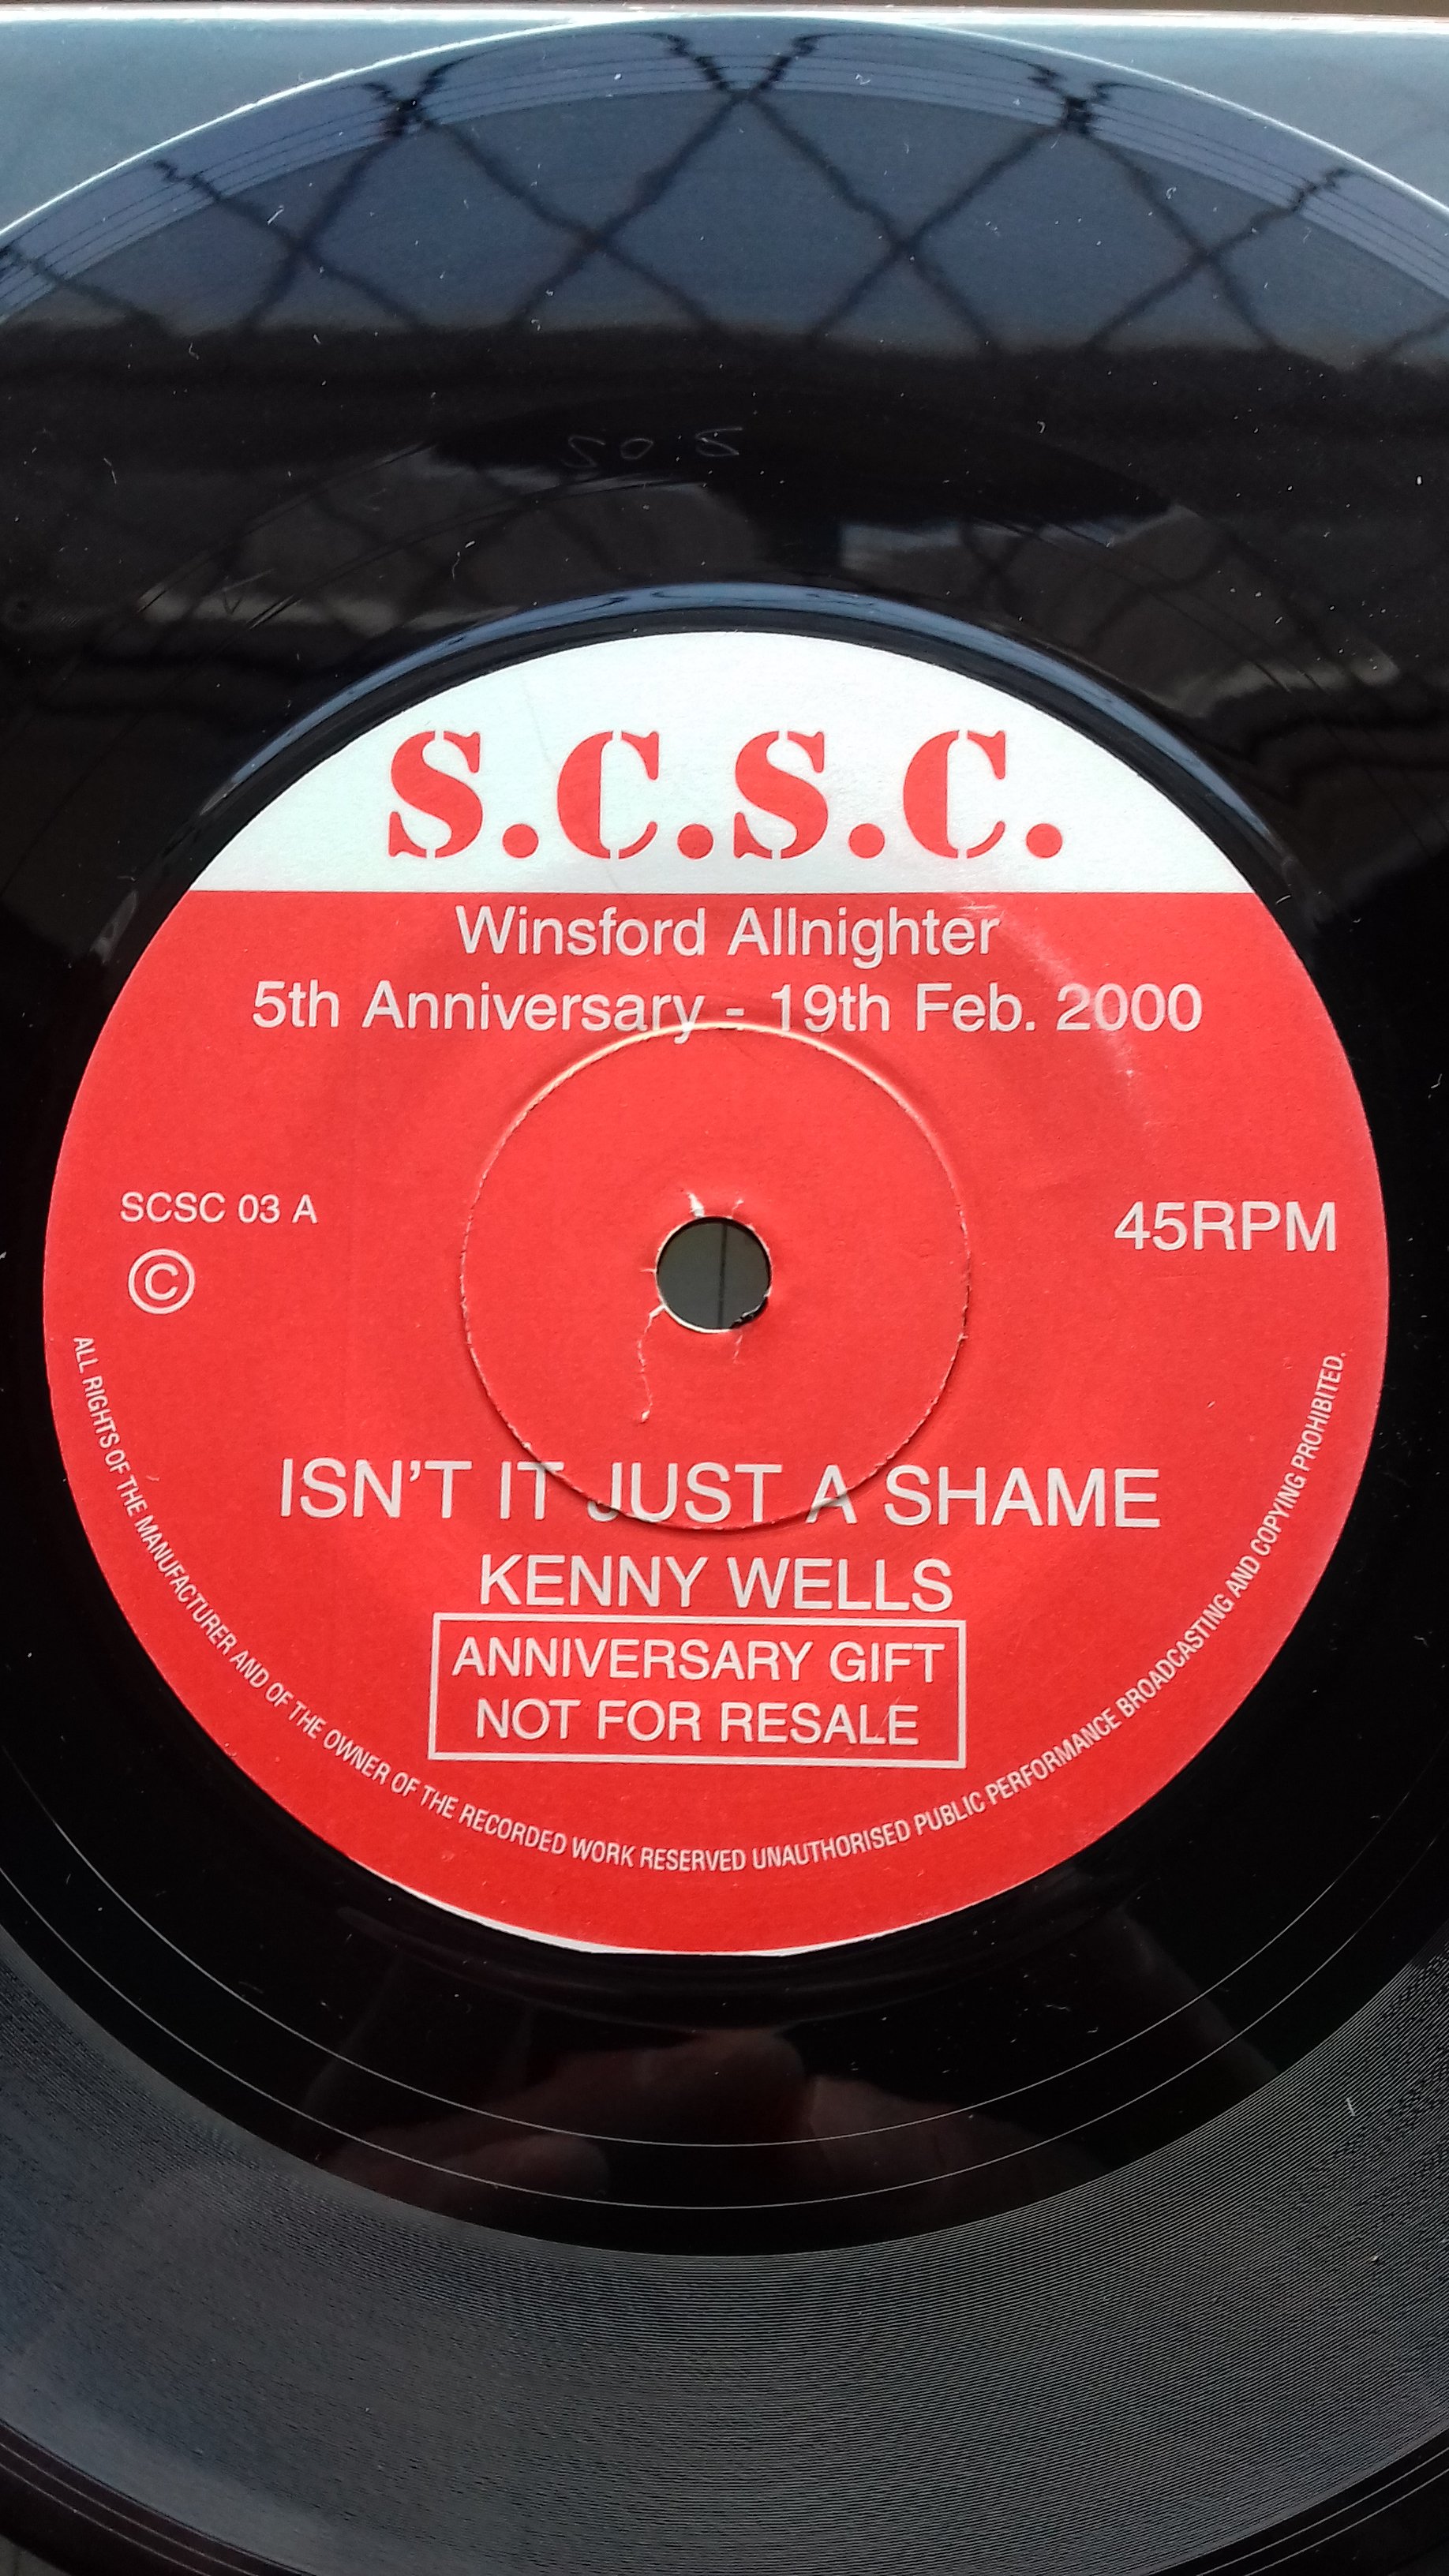 S.C.S.C.
Winsford Allnighter
5th Anniversary - 19th Feb. 2000
SCSC 03 A
45RPM
©
ISN'T IT JUST A SHAME
KENNY WELLS
ANNIVERSARY GIFT
NOT FOR RESALE
ALL RIGHTS OF THE MANUFACTURER AND OF THE OWNER OF THE RECORDED WORK RESERVED UNAUTHORISED PUBLIC PERFORMANCE BROADCASTING AND COPYING PROHIBITED.